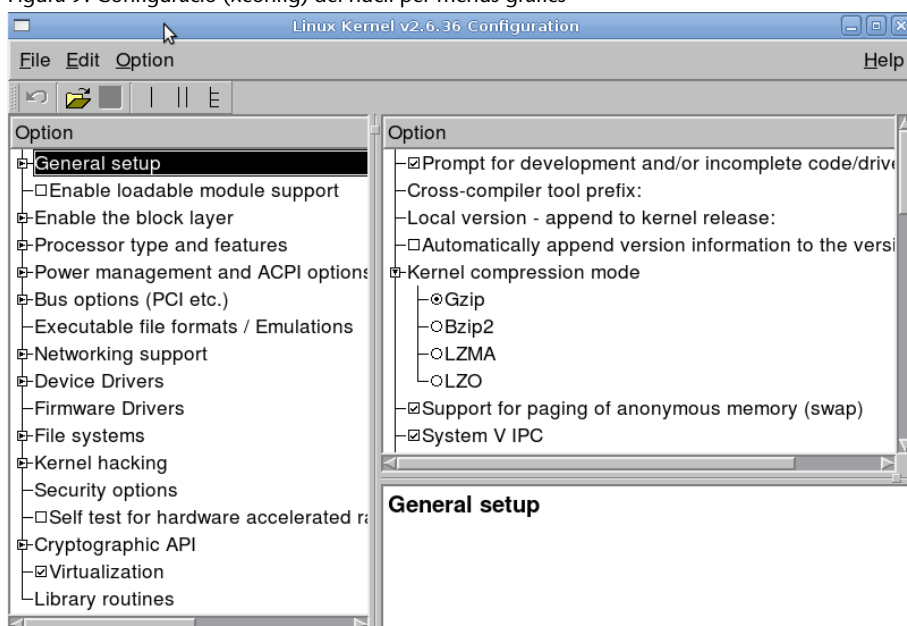 Figura 9. Configuració (xconfig) del nucli per menús gràfics
Linux Kernel v2.6.36 Configuration
File Edit Option Help
Option
General setup
Enable loadable module support
Enable the block layer
Processor type and features
Power management and ACPI options
Bus options (PCI etc.)
Executable file formats / Emulations
Networking support
Device Drivers
Firmware Drivers
File systems
Kernel hacking
Security options
Self test for hardware accelerated
Cryptographic API
Virtualization
Library routines
Option
Prompt for development and/or incomplete code/drive
Cross-compiler tool prefix:
Local version - append to kernel release:
Automatically append version information to the versi
Kernel compression mode
Gzip
Bzip2
LZMA
LZO
Support for paging of anonymous memory (swap)
System V IPC
General setup